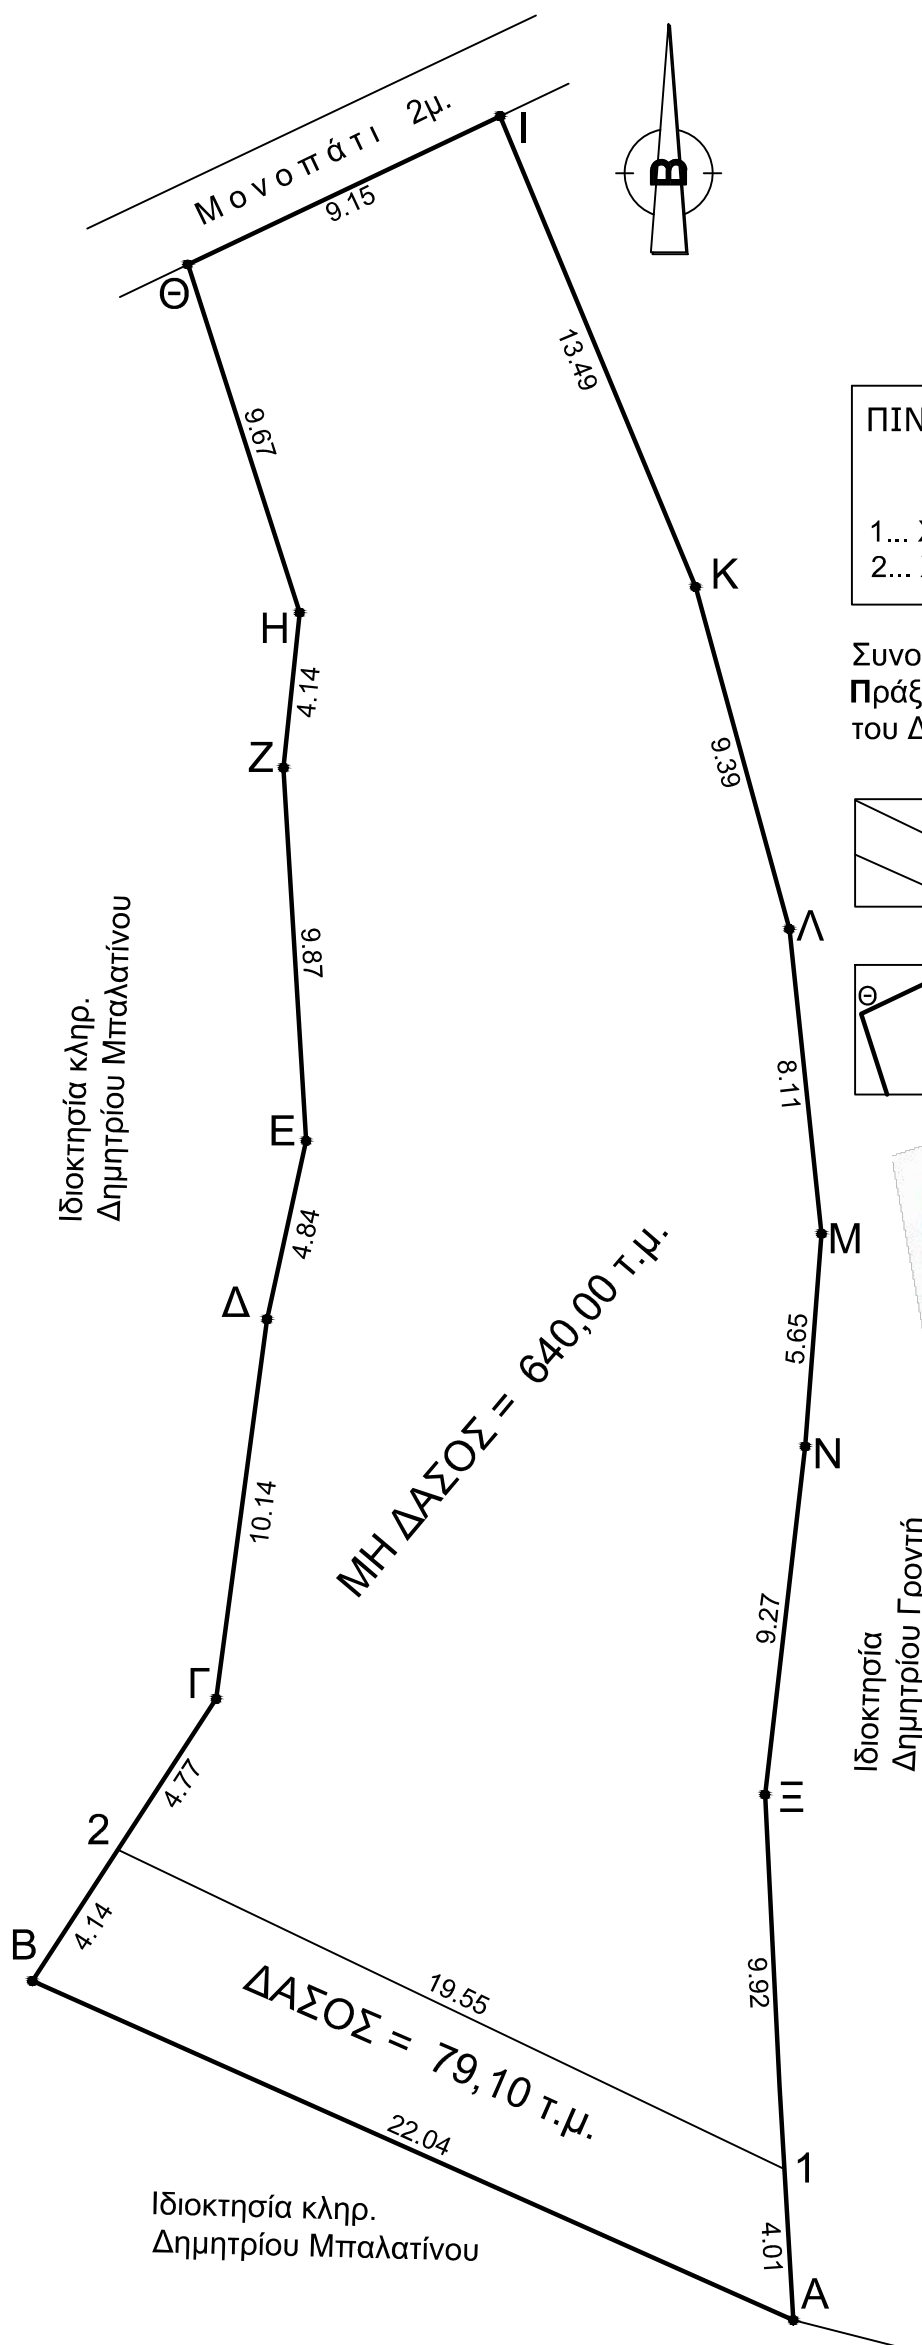 Μονοπάτι 2μ.
Ι
9.15
Β
Θ
13.49
9.67
ΠΙΝ
1...
2...
Κ
Η
4.14
Συνο
Πράξ
του Δ
Ζ
9.39
Λ
9.87
Θ
Ιδιοκτησία κληρ.
Δημητρίου Μπαλατίνου
8.11
Ε
4.84
Μ
Δ
5.65
ΜΗ ΔΑΣΟΣ = 640,00 τ.μ.
Ν
10.14
9.27
Ιδιοκτησία
Δημητρίου Γροντή
Γ
4.77
Ξ
2
4.14
Β
9.92
19.55
ΔΑΣΟΣ = 79,10 τ.μ.
22.04
1
Ιδιοκτησία κληρ.
Δημητρίου Μπαλατίνου
4.01
Α